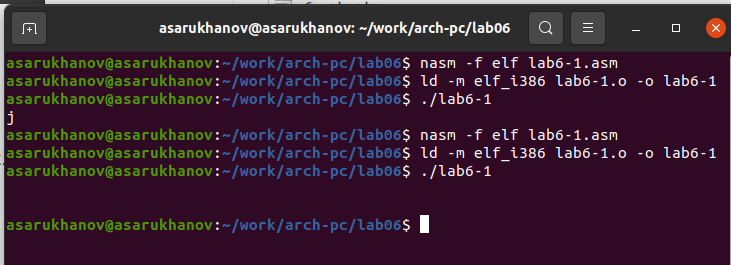 asarukhanov@asarukhanov: ~/work/arch-pc/lab06
asarukhanov@asarukhanov:~/work/arch-pc/lab06$ nasm -f elf lab6-1.asm
asarukhanov@asarukhanov:~/work/arch-pc/lab06$ ld -m elf_i386 lab6-1.o -o lab6-1
asarukhanov@asarukhanov:~/work/arch-pc/lab06$ ./lab6-1
j
asarukhanov@asarukhanov:~/work/arch-pc/lab06$ nasm -f elf lab6-1.asm
asarukhanov@asarukhanov:~/work/arch-pc/lab06$ ld -m elf_i386 lab6-1.o -o lab6-1
asarukhanov@asarukhanov:~/work/arch-pc/lab06$ ./lab6-1
asarukhanov@asarukhanov:~/work/arch-pc/lab06$